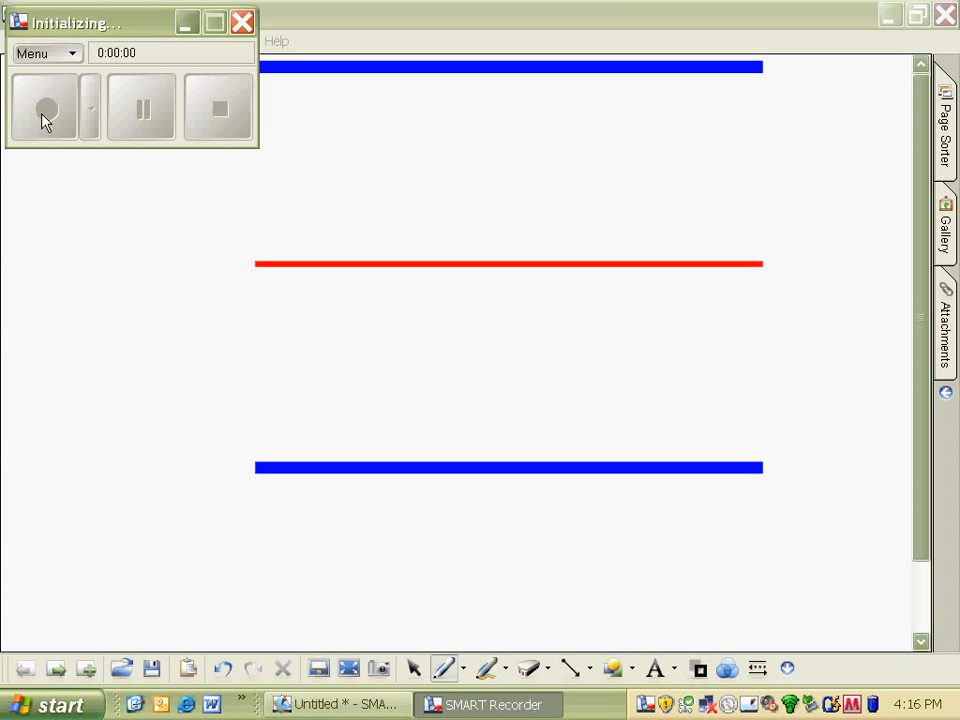 Initializing...
Menu
0:00:00
Help
Page Sorter
Gallery
Attachments
start
W
»
Untitled * - SMA...
SMART Recorder
M
4:16 PM